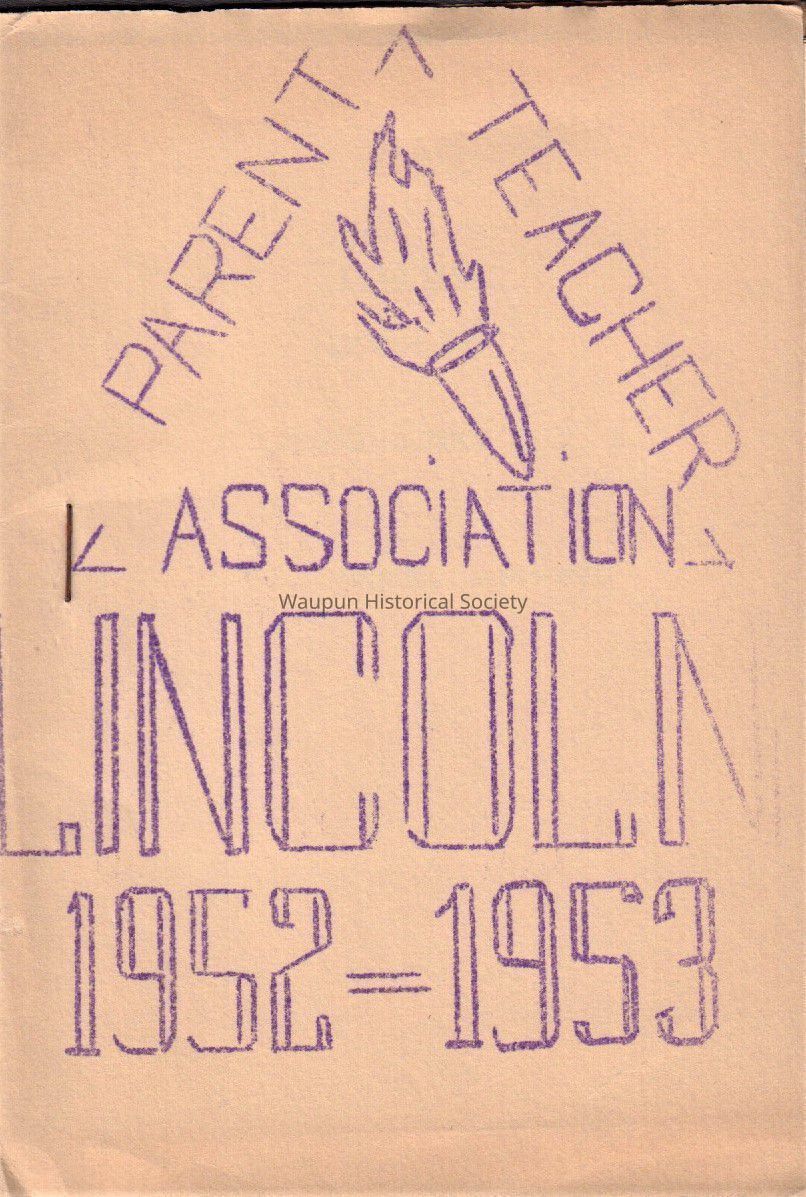 PARENT TEACHER
ASSOCiATiON
Waupun Historical Society
LINCOLN
1952=1953